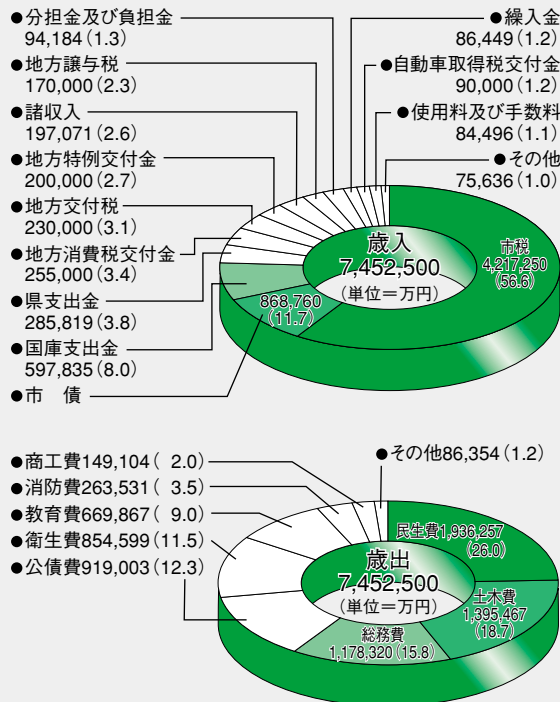 ●分担金及び負担金
94,184(1.3)
●地方譲与税
170,000(2.3)
●諸収入
197,071(2.6)
●地方特例交付金
200,000(2.7)
●地方交付税
230,000(3.1)
●地方消費税交付金
255,000(3.4)
●県支出金
285,819(3.8)
●国庫支出金
597,835(8.0)
●市　債
868,760
(11.7)
●繰入金
86,449(1.2)
●自動車取得税交付金
90,000(1.2)
●使用料及び手数料
84,496(1.1)
●その他
75,636(1.0)
市税
4,217,250
(56.6)
歳入
7,452,500
(単位＝万円)
●商工費149,104( 2.0)
●消防費263,531( 3.5)
●教育費669,867( 9.0)
●衛生費854,599(11.5)
●公債費919,003(12.3)
●その他86,354(1.2)
民生費1,936,257
(26.0)
土木費
1,395,467
(18.7)
総務費
1,178,320(15.8)
歳出
7,452,500
(単位＝万円)